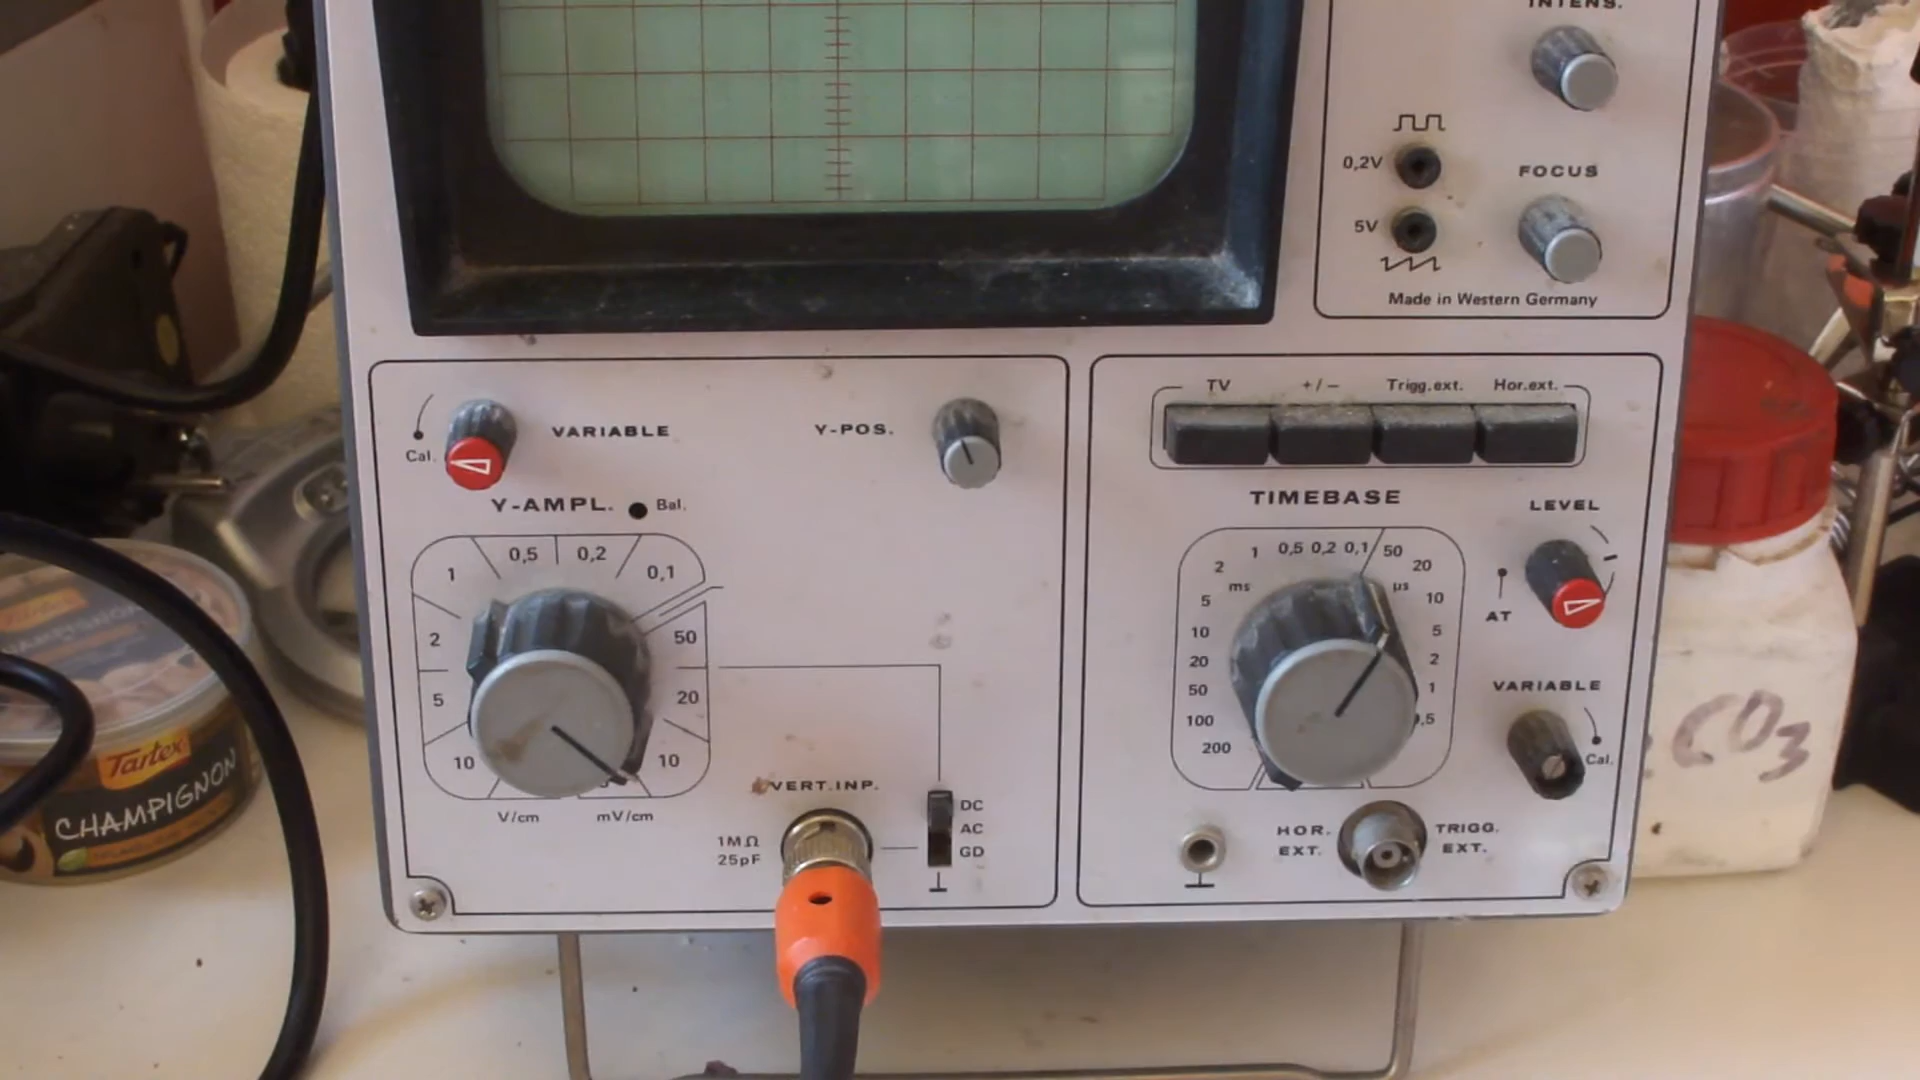 INTENS.
0,2V
FOCUS
5V
Made in Western Germany
TV +/− Trigg.ext. Hor.ext.
VARIABLE
Cal.
Y-POS.
Y-AMPL. Bal.
1 0,5 0,2 0,1
2 50
5 20
10 10
V/cm mV/cm
TIMEBASE
LEVEL
AT
2 1 0,5 0,2 0,1 50 20
ms µs
5 10
10 5
20 2
50 1
100 ,5
200
VARIABLE
Cal.
VERT.INP.
1MΩ
25pF
DC
AC
GD
HOR.
EXT.
TRIGG.
EXT.
CO3
Tartex
CHAMPIGNON